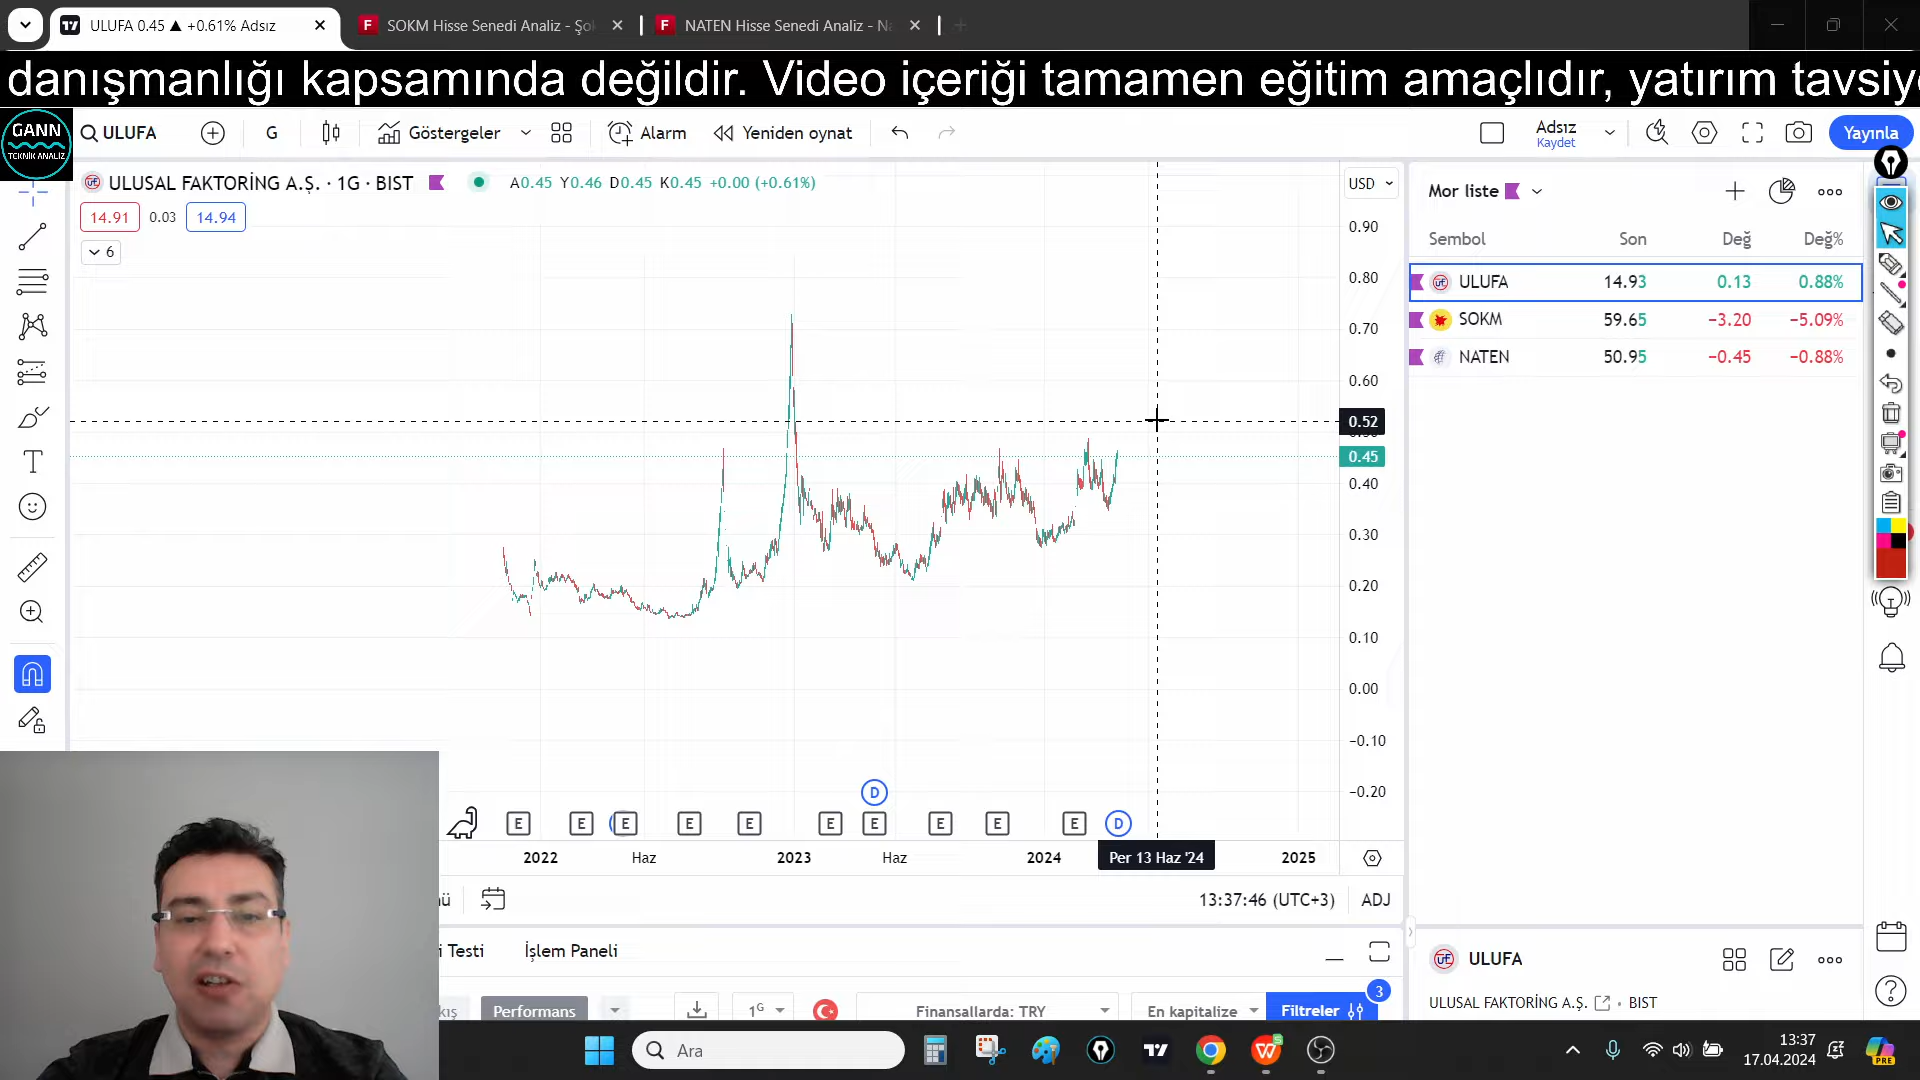 ULUFA 0.45 ▲ +0.61% Adsız
SOKM Hisse Senedi Analiz - Şo
NATEN Hisse Senedi Analiz - Na
danışmanlığı kapsamında değildir. Video içeriği tamamen eğitim amaçlıdır, yatırım tavsiy
GANN
TEKNİK ANALİZ
ULUFA
G
Göstergeler
Alarm
Yeniden oynat
Adsız
Kaydet
Yayınla
ULUSAL FAKTORİNG A.Ş. · 1G · BIST
A0.45 Y0.46 D0.45 K0.45 +0.00 (+0.61%)
USD
14.91
0.03
14.94
6
0.90
0.80
0.70
0.60
0.52
0.45
0.40
0.30
0.20
0.10
0.00
−0.10
−0.20
Mor liste
Sembol Son Değ Değ%
ULUFA 14.93 0.13 0.88%
SOKM 59.65 −3.20 −5.09%
NATEN 50.95 −0.45 −0.88%
D
E E E E E E E E E E D
2022 Haz 2023 Haz 2024 Per 13 Haz '24 2025
13:37:46 (UTC+3)
ADJ
i Testi
İşlem Paneli
Performans
1G
Finansallarda: TRY
En kapitalize
Filtreler
3
ULUFA
ULUSAL FAKTORİNG A.Ş. · BIST
Ara
13:37
17.04.2024
PRE